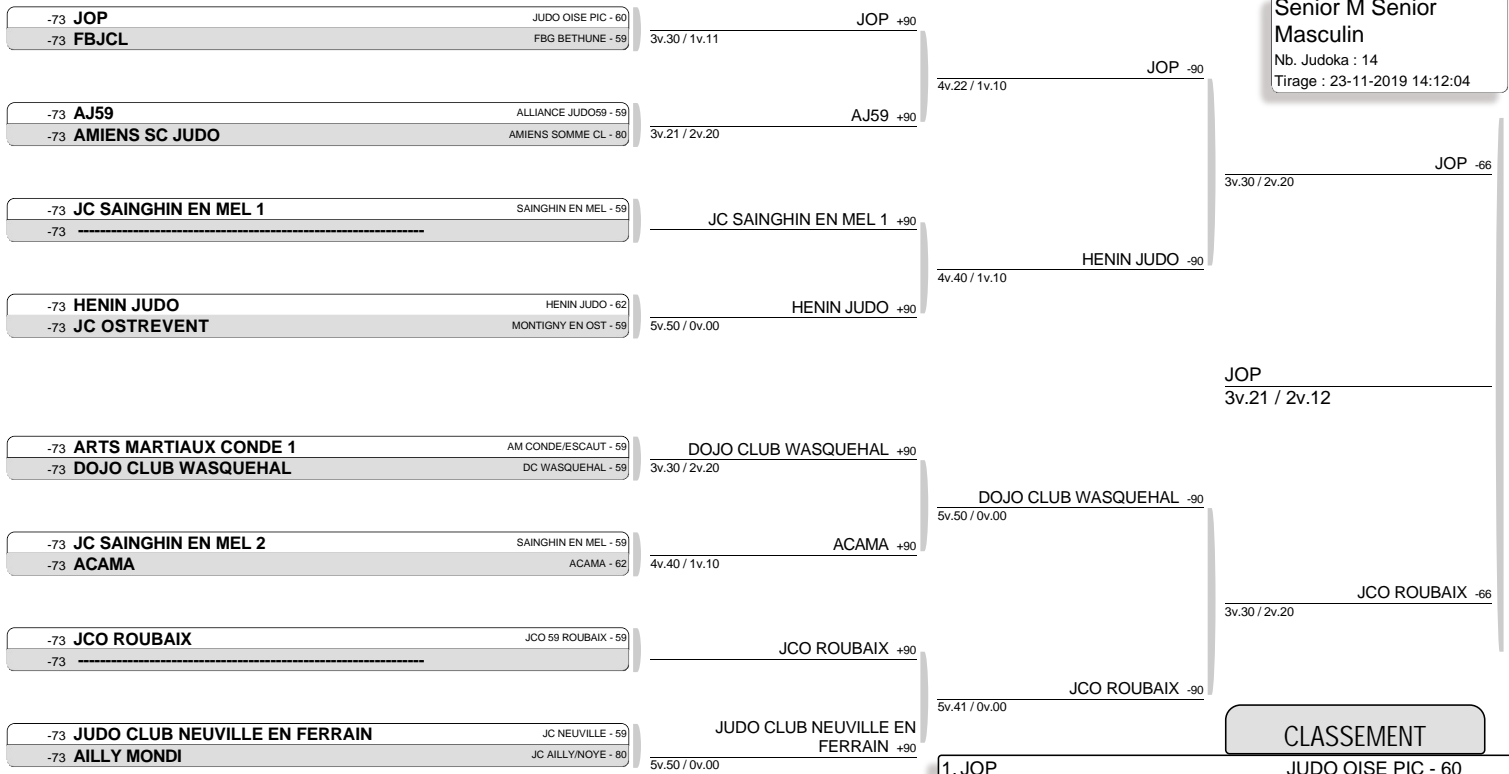 Senior M Senior
Masculin
Nb. Judoka : 14
Tirage : 23-11-2019 14:12:04
-73 JOP JUDO OISE PIC - 60
-73 FBJCL FBG BETHUNE - 59
JOP +90
3v.30 / 1v.11
JOP -90
4v.22 / 1v.10
-73 AJ59 ALLIANCE JUDO59 - 59
-73 AMIENS SC JUDO AMIENS SOMME CL - 80
AJ59 +90
3v.21 / 2v.20
JOP -66
3v.30 / 2v.20
-73 JC SAINGHIN EN MEL 1 SAINGHIN EN MEL - 59
-73 ----------------------------------------------------------------
JC SAINGHIN EN MEL 1 +90
HENIN JUDO -90
4v.40 / 1v.10
-73 HENIN JUDO HENIN JUDO - 62
-73 JC OSTREVENT MONTIGNY EN OST - 59
HENIN JUDO +90
5v.50 / 0v.00
JOP
3v.21 / 2v.12
-73 ARTS MARTIAUX CONDE 1 AM CONDE/ESCAUT - 59
-73 DOJO CLUB WASQUEHAL DC WASQUEHAL - 59
DOJO CLUB WASQUEHAL +90
3v.30 / 2v.20
DOJO CLUB WASQUEHAL -90
5v.50 / 0v.00
-73 JC SAINGHIN EN MEL 2 SAINGHIN EN MEL - 59
-73 ACAMA ACAMA - 62
ACAMA +90
4v.40 / 1v.10
JCO ROUBAIX -66
3v.30 / 2v.20
-73 JCO ROUBAIX JCO 59 ROUBAIX - 59
-73 ----------------------------------------------------------------
JCO ROUBAIX +90
JCO ROUBAIX -90
5v.41 / 0v.00
-73 JUDO CLUB NEUVILLE EN FERRAIN JC NEUVILLE - 59
-73 AILLY MONDI JC AILLY/NOYE - 80
JUDO CLUB NEUVILLE EN
FERRAIN +90
5v.50 / 0v.00
CLASSEMENT
1. JOP JUDO OISE PIC - 60